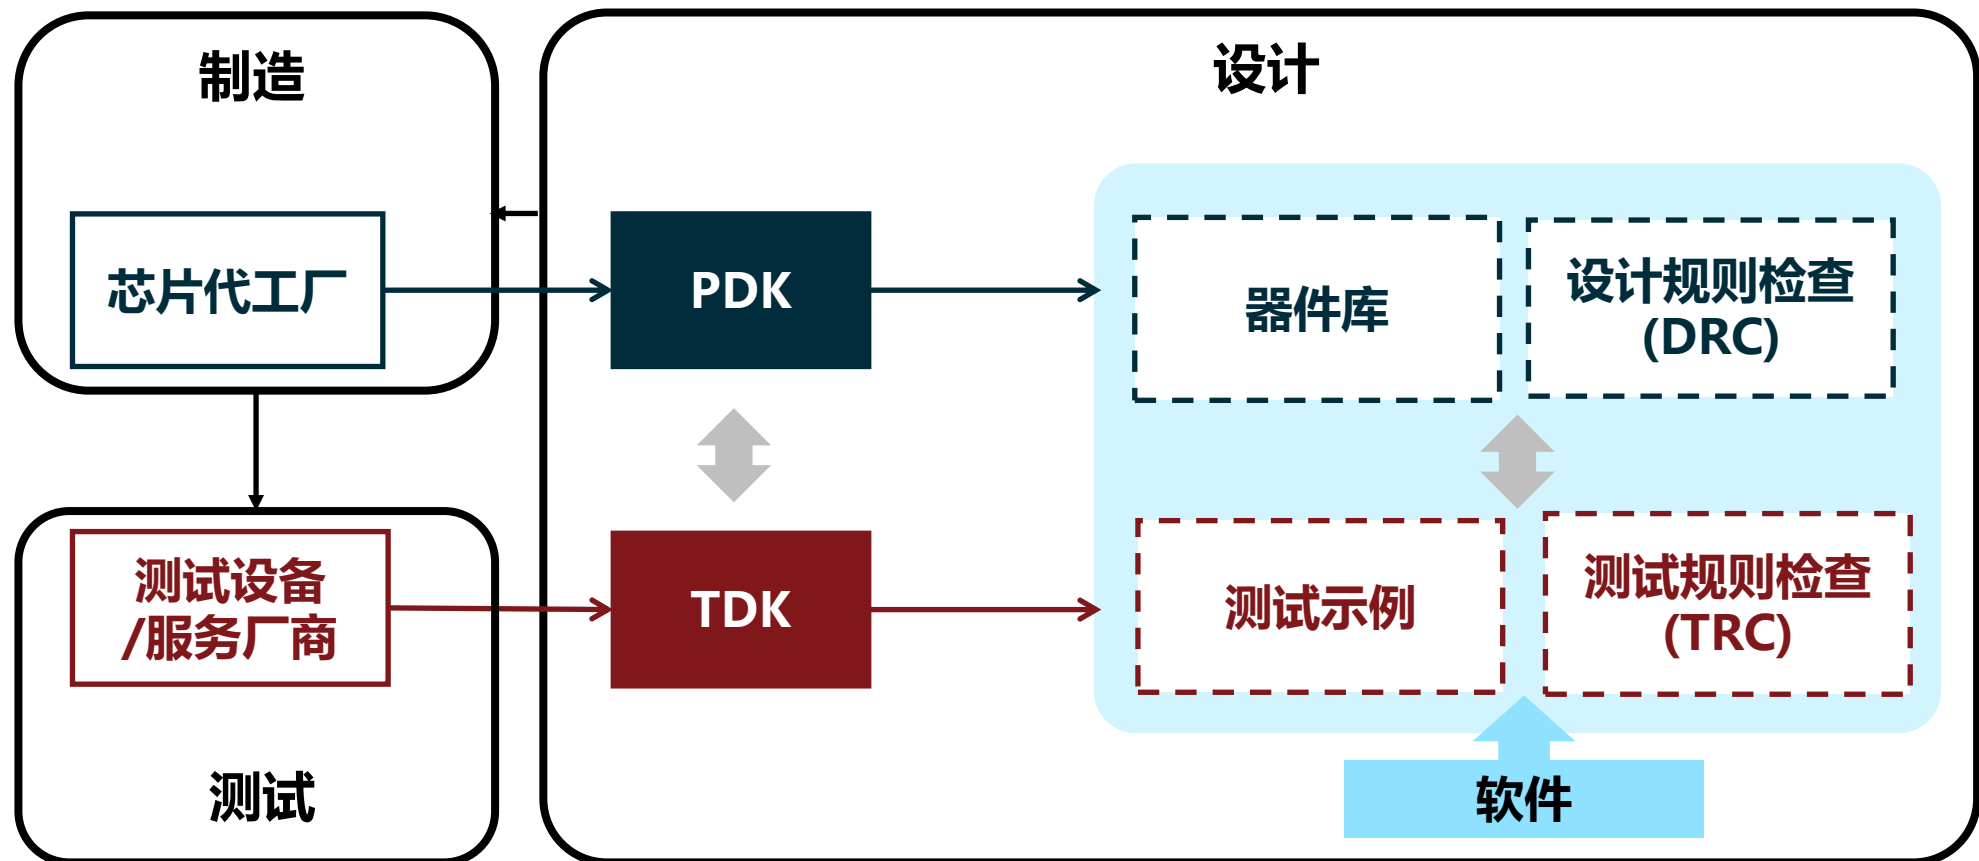 制造
设计
芯片代工厂
PDK
器件库
设计规则检查
(DRC)
测试设备
/服务厂商
TDK
测试示例
测试规则检查
(TRC)
测试
软件